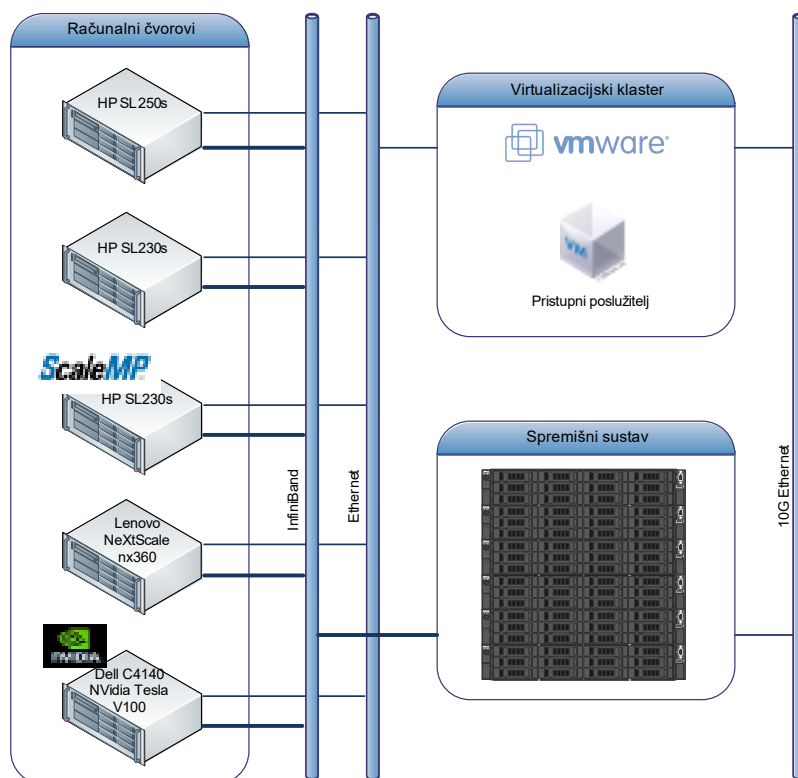 Računalni čvorovi
HP SL250s
HP SL230s
ScaleMP
HP SL230s
Lenovo
NeXtScale
nx360
NVIDIA
Dell C4140
NVidia Tesla
V100
InfiniBand
Ethernet
Virtualizacijski klaster
vmware
VM
Pristupni poslužitelj
Spremišni sustav
10G Ethernet